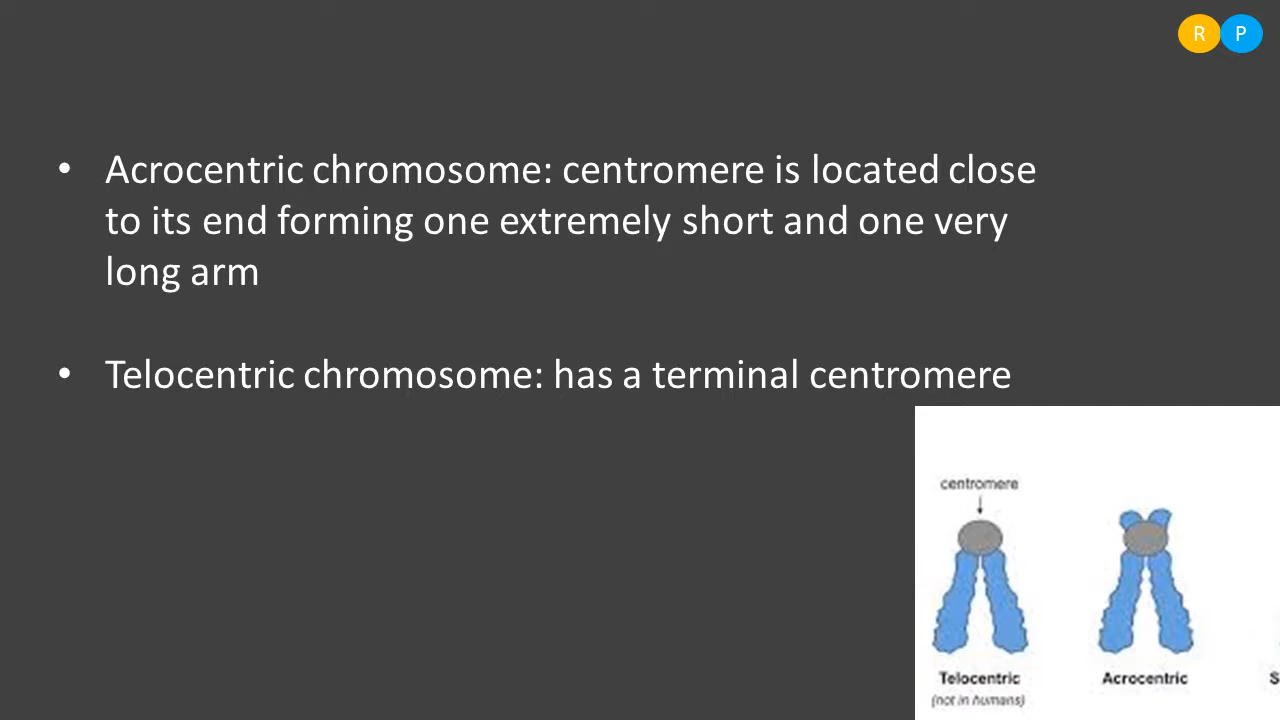 R P
• Acrocentric chromosome: centromere is located close
to its end forming one extremely short and one very
long arm
• Telocentric chromosome: has a terminal centromere
centromere
Telocentric
(not in humans)
Acrocentric
S